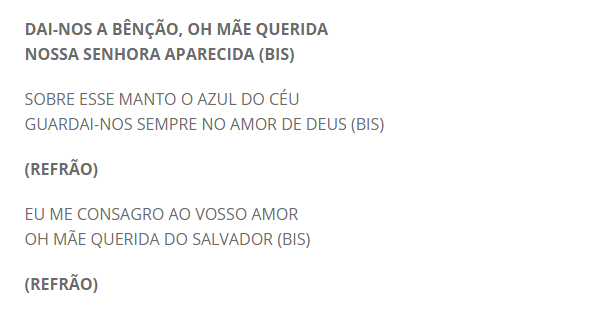 DAI-NOS A BÊNÇÃO, OH MÃE QUERIDA
NOSSA SENHORA APARECIDA (BIS)
SOBRE ESSE MANTO O AZUL DO CÉU
GUARDAI-NOS SEMPRE NO AMOR DE DEUS (BIS)
(REFRÃO)
EU ME CONSAGRO AO VOSSO AMOR
OH MÃE QUERIDA DO SALVADOR (BIS)
(REFRÃO)